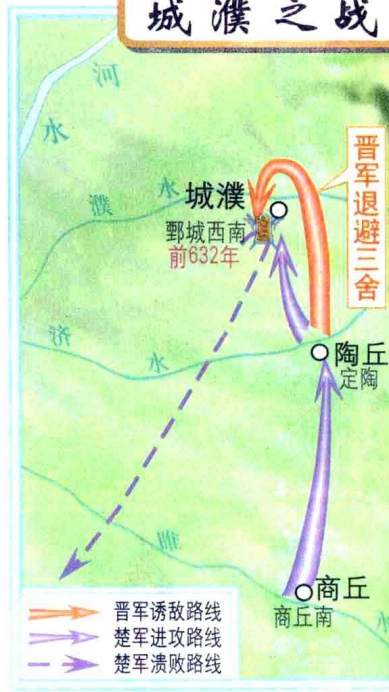 城濮之战
河
水
濮
水
城濮
鄄城西南
前632年
晋军退避三舍
济
水
陶丘
定陶
睢
商丘
商丘南
水
晋军诱敌路线
楚军进攻路线
楚军溃败路线